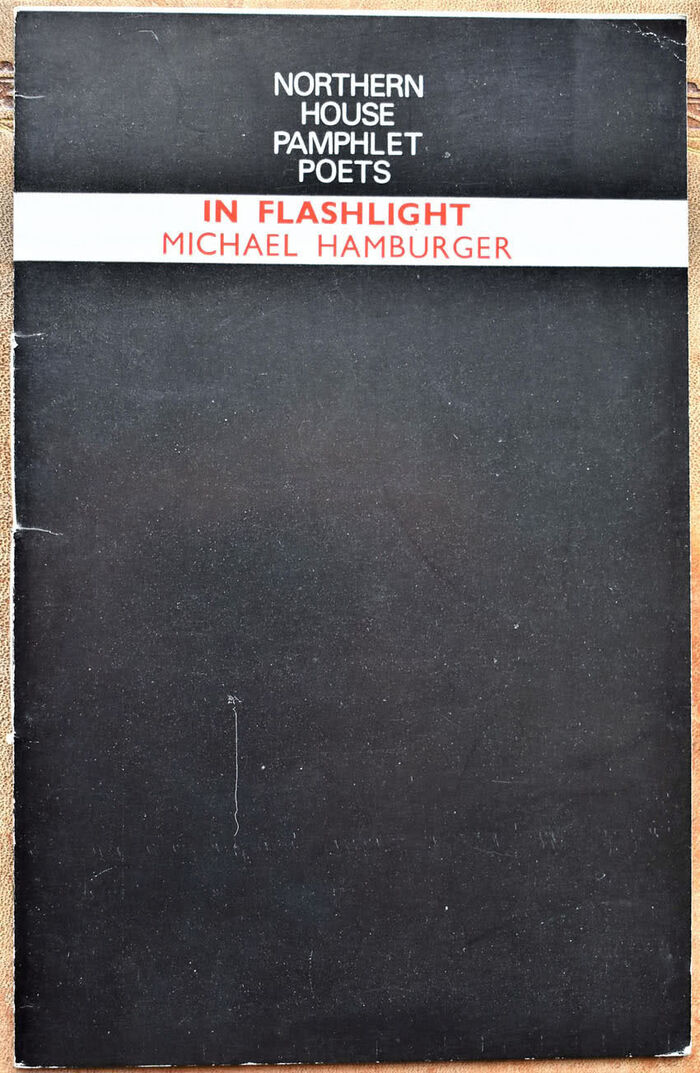 NORTHERN
HOUSE
PAMPHLET
POETS
IN FLASHLIGHT
MICHAEL HAMBURGER